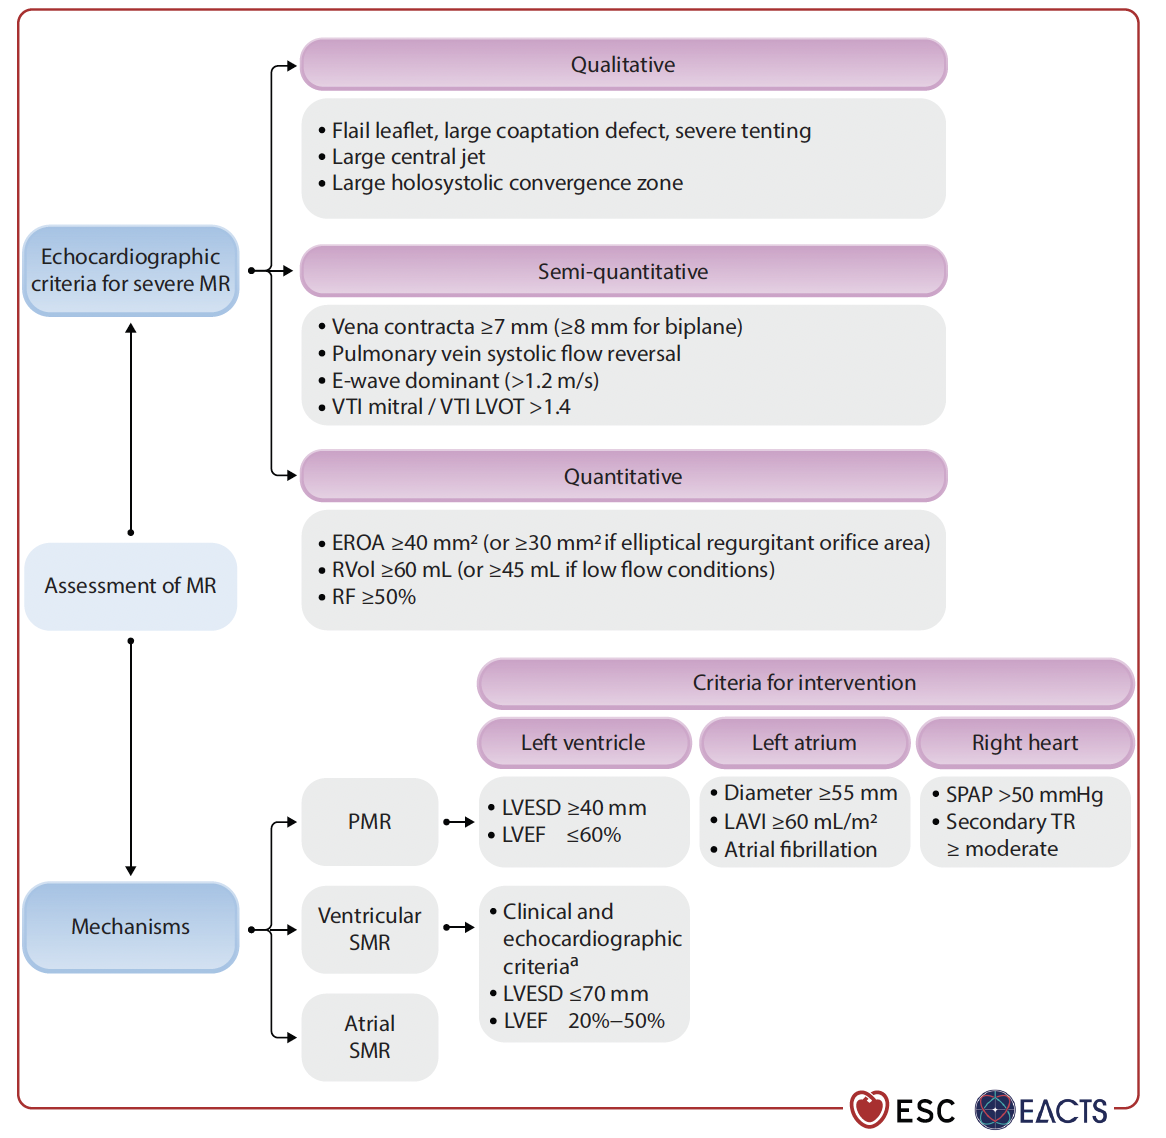 Qualitative
• Flail leaflet, large coaptation defect, severe tenting
• Large central jet
• Large holosystolic convergence zone
Echocardiographic
criteria for severe MR
Semi-quantitative
• Vena contracta ≥7 mm (≥8 mm for biplane)
• Pulmonary vein systolic flow reversal
• E-wave dominant (>1.2 m/s)
• VTI mitral / VTI LVOT >1.4
Quantitative
• EROA ≥40 mm² (or ≥30 mm² if elliptical regurgitant orifice area)
• RVol ≥60 mL (or ≥45 mL if low flow conditions)
• RF ≥50%
Assessment of MR
Criteria for intervention
Left ventricle
Left atrium
Right heart
PMR
• LVESD ≥40 mm
• LVEF ≤60%
• Diameter ≥55 mm
• LAVI ≥60 mL/m²
• Atrial fibrillation
• SPAP >50 mmHg
• Secondary TR
≥ moderate
Mechanisms
Ventricular
SMR
• Clinical and
echocardiographic
criteriaᵃ
• LVESD ≤70 mm
• LVEF 20%–50%
Atrial
SMR
ESC
EACTS